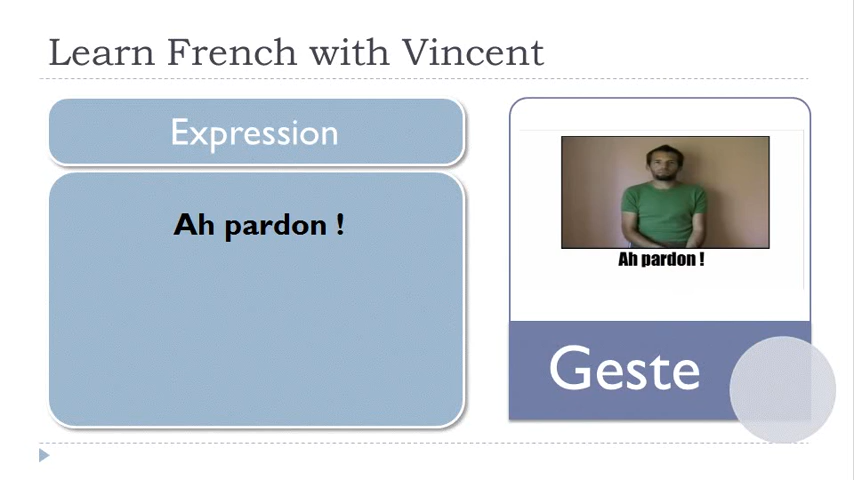 Learn French with Vincent
Expression
Ah pardon !
Ah pardon !
Geste